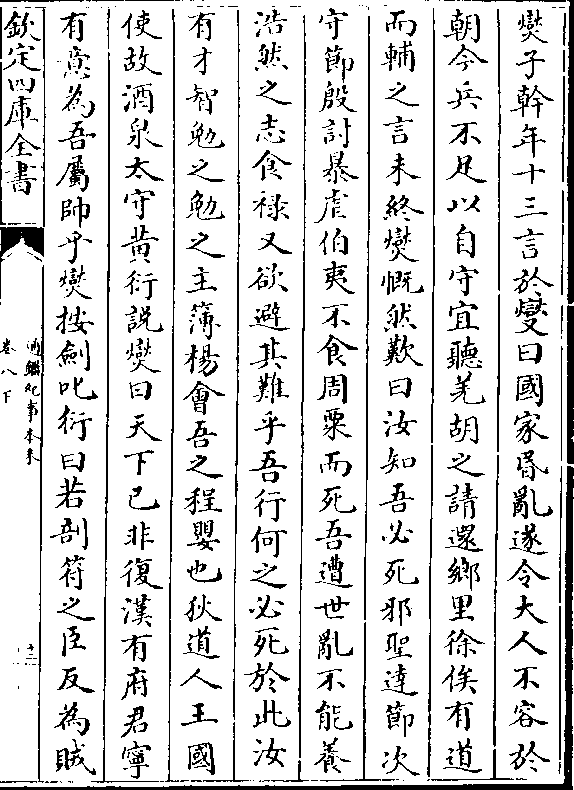 燮子幹年十三言於燮曰國家昬亂遂令大人不容於
朝今兵不足以自守宜聽羌胡之請還鄉里徐俟有道
而輔之言未終燮慨然歎曰汝知吾必死邪聖達節次
守節殷討暴虐伯夷不食周粟而死吾遭世亂不能養
浩然之志食祿又欲避其難乎吾行何之必死於此汝
有才智勉之勉之主簿楊會吾之程嬰也狄道人王國
使故酒泉太守黄衍說燮曰天下已非復漢有府君寧
有意為吾屬帥乎燮按劍叱衍曰若剖符之臣反為賊
欽定四庫全書
通鑑紀事本末
卷八下
十三